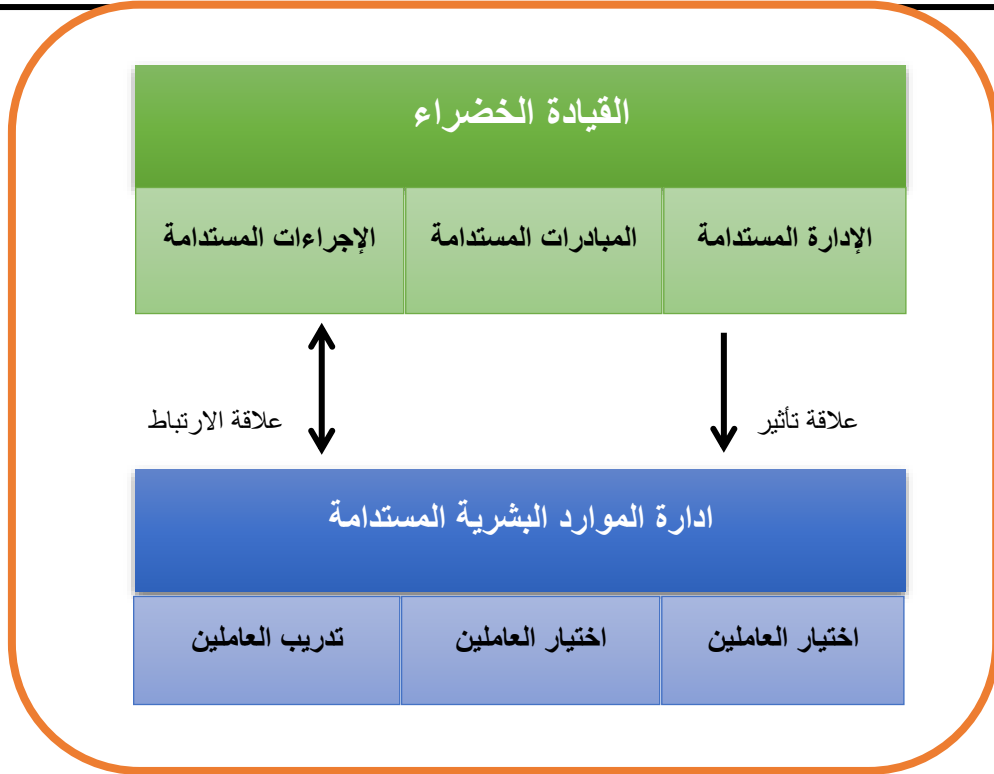 القيادة الخضراء
الإدارة المستدامة
المبادرات المستدامة
الإجراءات المستدامة
علاقة تأثير
علاقة الارتباط
ادارة الموارد البشرية المستدامة
اختيار العاملين
اختيار العاملين
تدريب العاملين